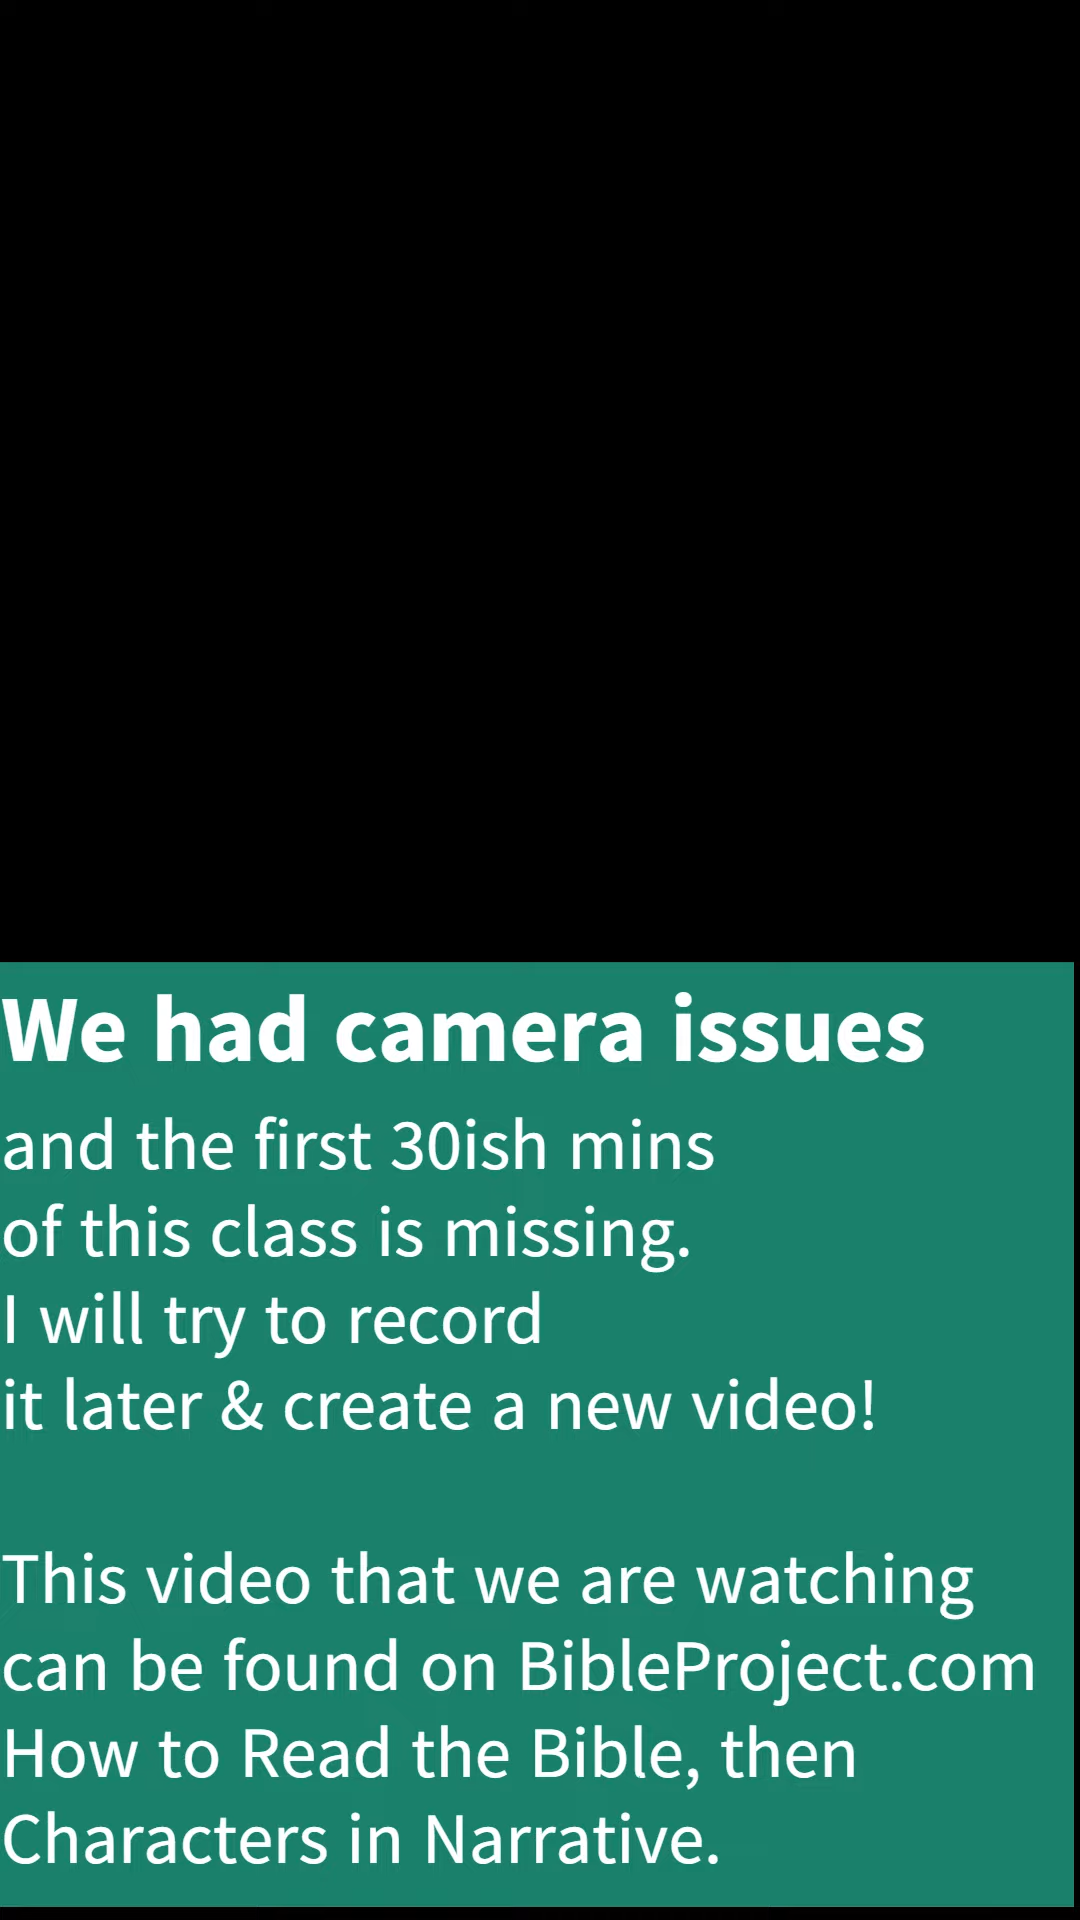 We had camera issues
and the first 30ish mins
of this class is missing.
I will try to record
it later & create a new video!
This video that we are watching
can be found on BibleProject.com
How to Read the Bible, then
Characters in Narrative.